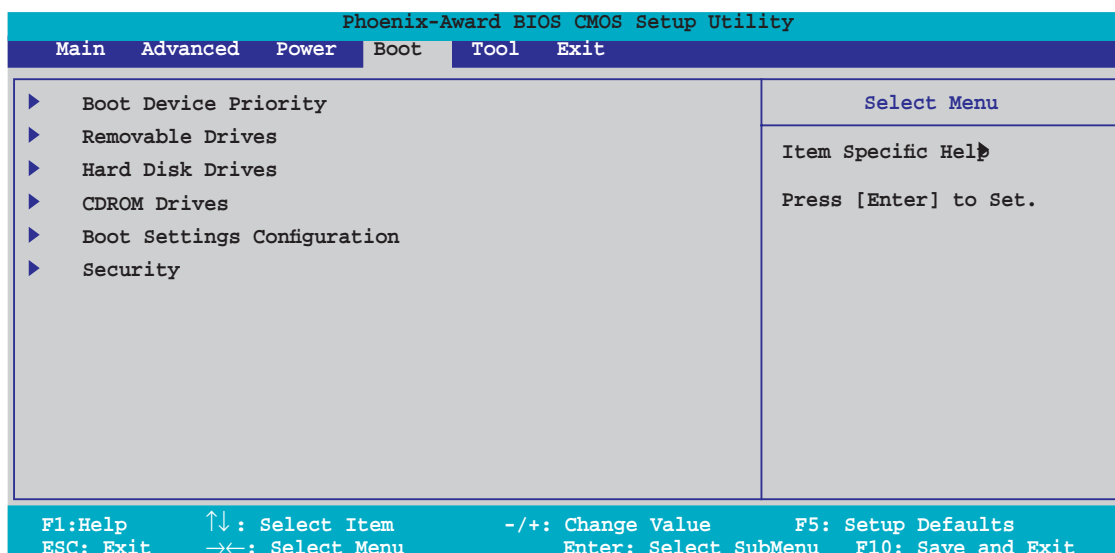 Phoenix-Award BIOS CMOS Setup Utility
Main Advanced Power Boot Tool Exit
Boot Device Priority
Removable Drives
Hard Disk Drives
CDROM Drives
Boot Settings Configuration
Security
Select Menu
Item Specific Help
Press [Enter] to Set.
F1:Help ↑↓: Select Item -/+: Change Value F5: Setup Defaults
ESC: Exit →←: Select Menu Enter: Select SubMenu F10: Save and Exit